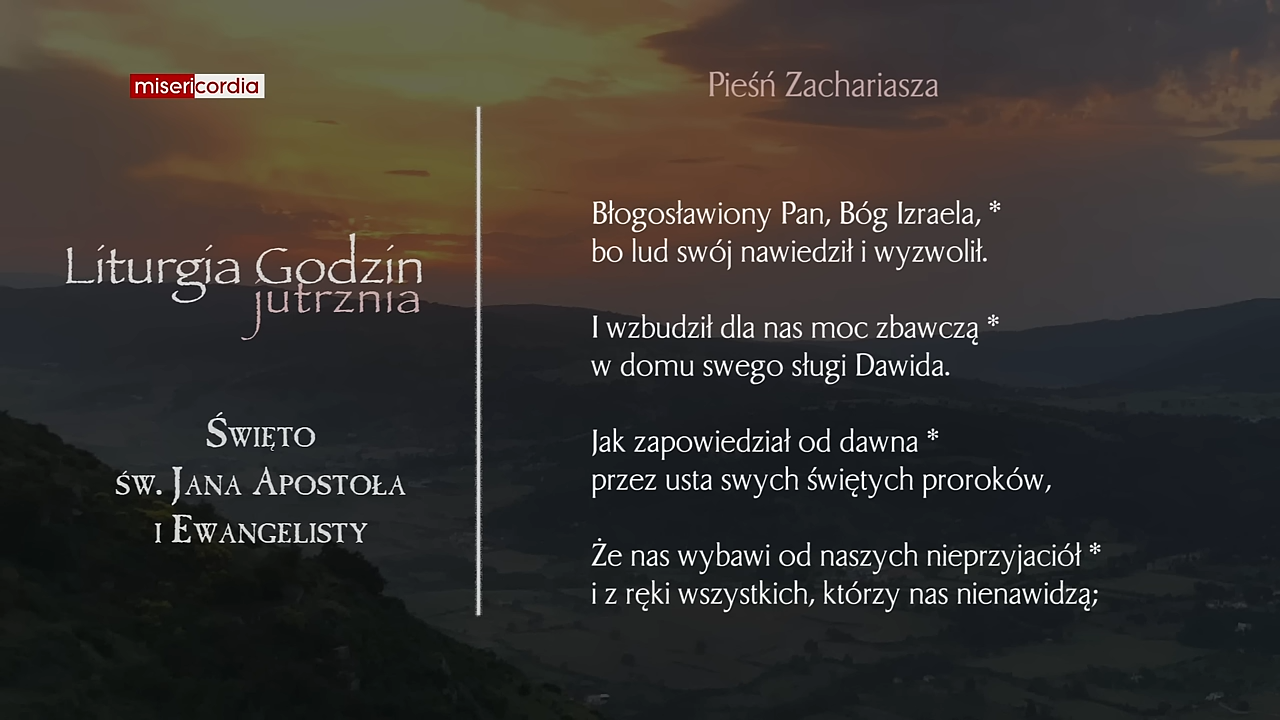 misericordia
Liturgia Godzin
jutrznia
Święto
św. Jana Apostoła
i Ewangelisty
Pieśń Zachariasza
Błogosławiony Pan, Bóg Izraela, *
bo lud swój nawiedził i wyzwolił.
I wzbudził dla nas moc zbawczą *
w domu swego sługi Dawida.
Jak zapowiedział od dawna *
przez usta swych świętych proroków,
Że nas wybawi od naszych nieprzyjaciół *
i z ręki wszystkich, którzy nas nienawidzą;